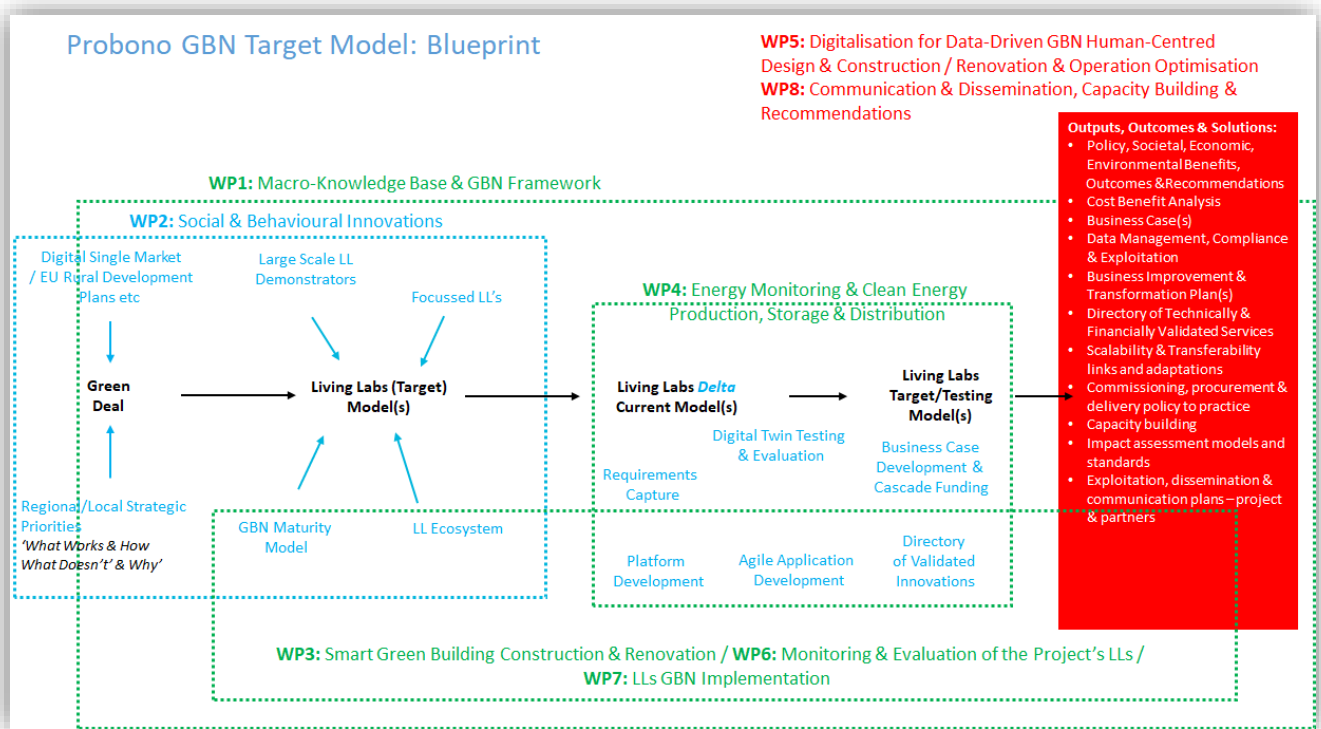 Probono GBN Target Model: Blueprint
WP5: Digitalisation for Data-Driven GBN Human-Centred
Design & Construction / Renovation & Operation Optimisation
WP8: Communication & Dissemination, Capacity Building &
Recommendations
WP1: Macro-Knowledge Base & GBN Framework
WP2: Social & Behavioural Innovations
Digital Single Market
/ EU Rural Development
Plans etc
Large Scale LL
Demonstrators
Focussed LL's
Green
Deal
Living Labs (Target)
Model(s)
Regional/Local Strategic
Priorities
‘What Works & How
What Doesn’t’ & Why’
GBN Maturity
Model
LL Ecosystem
WP4: Energy Monitoring & Clean Energy
Production, Storage & Distribution
Living Labs Delta
Current Model(s)
Living Labs
Target/Testing
Model(s)
Digital Twin Testing
& Evaluation
Requirements
Capture
Business Case
Development &
Cascade Funding
Platform
Development
Agile Application
Development
Directory
of Validated
Innovations
WP3: Smart Green Building Construction & Renovation / WP6: Monitoring & Evaluation of the Project’s LLs /
WP7: LLs GBN Implementation
Outputs, Outcomes & Solutions:
• Policy, Societal, Economic,
Environmental Benefits,
Outcomes &Recommendations
• Cost Benefit Analysis
• Business Case(s)
• Data Management, Compliance
& Exploitation
• Business Improvement &
Transformation Plan(s)
• Directory of Technically &
Financially Validated Services
• Scalability & Transferability
links and adaptations
• Commissioning, procurement &
delivery policy to practice
• Capacity building
• Impact assessment models and
standards
• Exploitation, dissemination &
communication plans – project
& partners